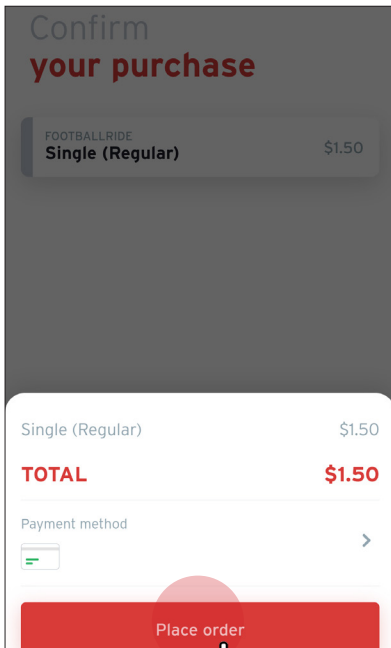 Confirm
your purchase
FOOTBALLRIDE
Single (Regular) $1.50
Single (Regular) $1.50
TOTAL $1.50
Payment method
Place order